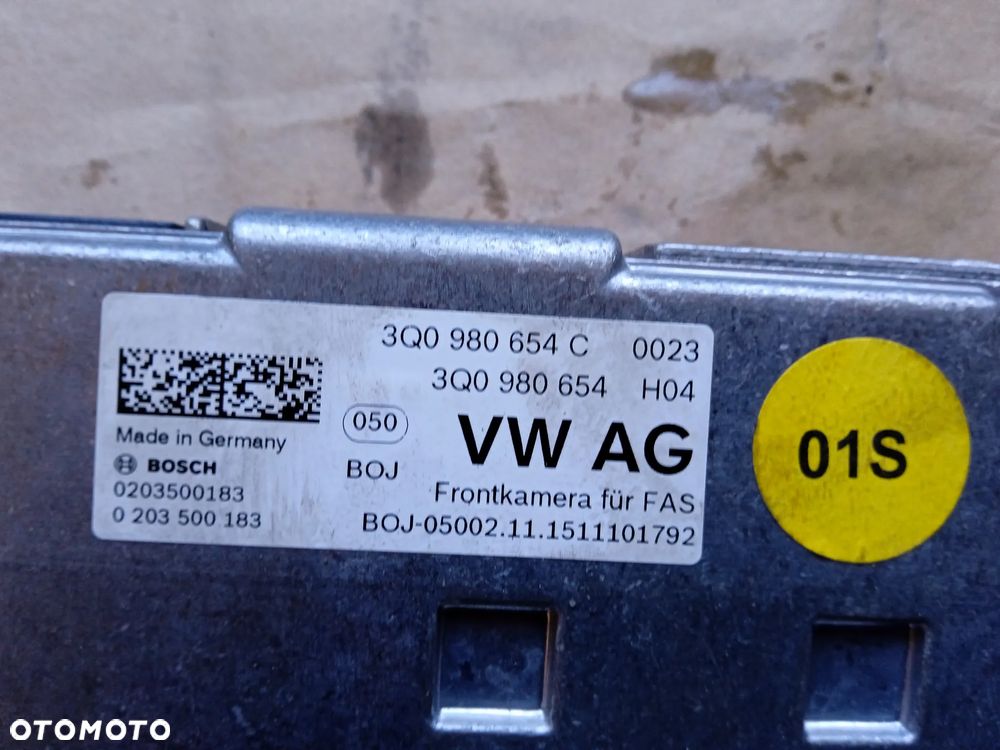 3Q0 980 654 C 0023
3Q0 980 654 H04
050
VW AG
Made in Germany
BOSCH
BOJ
0203500183
Frontkamera für FAS
0 203 500 183
BOJ-05002.11.1511101792
01S
OTOMOTO